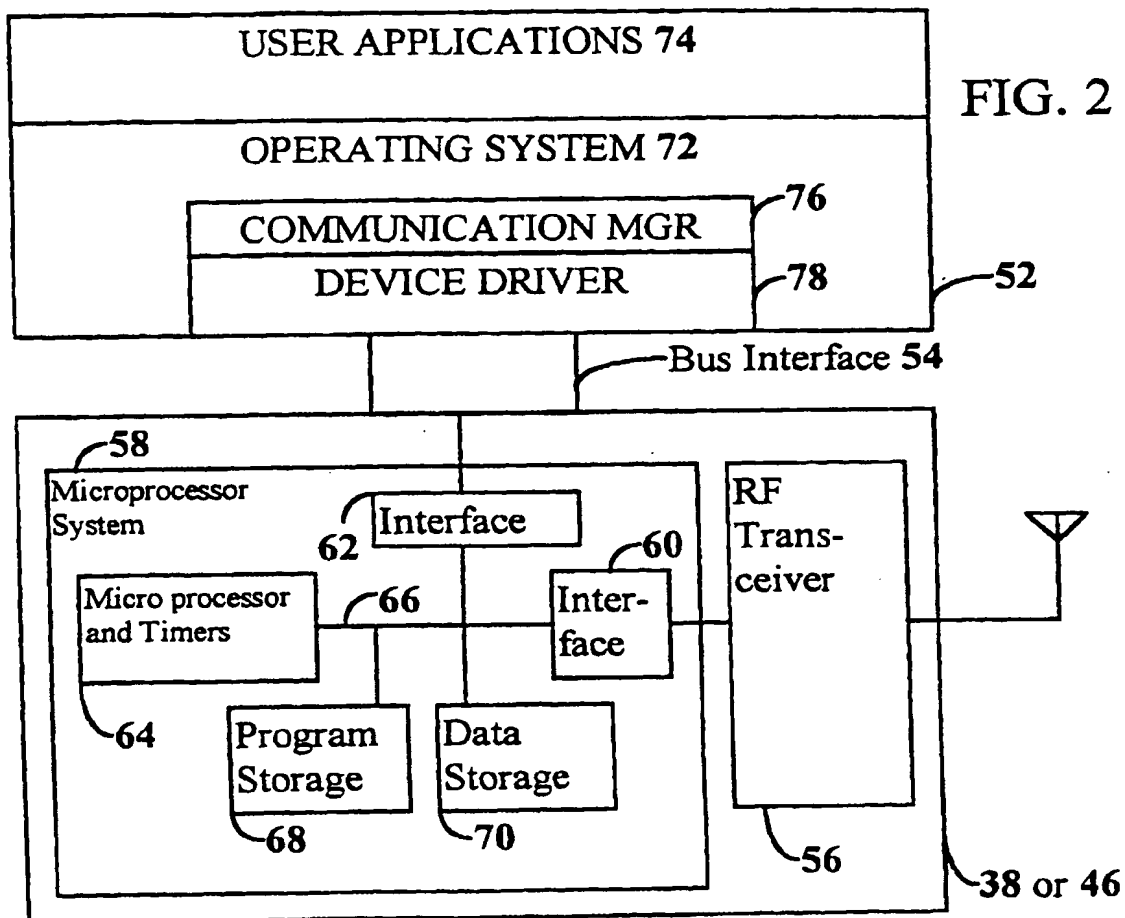 USER APPLICATIONS 74
FIG. 2
OPERATING SYSTEM 72
76
COMMUNICATION MGR
DEVICE DRIVER
78
52
Bus Interface 54
58
Microprocessor
System
Interface
62
60
RF
Trans-
ceiver
Micro processor
and Timers
66
Inter-
face
64
Program
Storage
Data
Storage
68
70
56
38 or 46